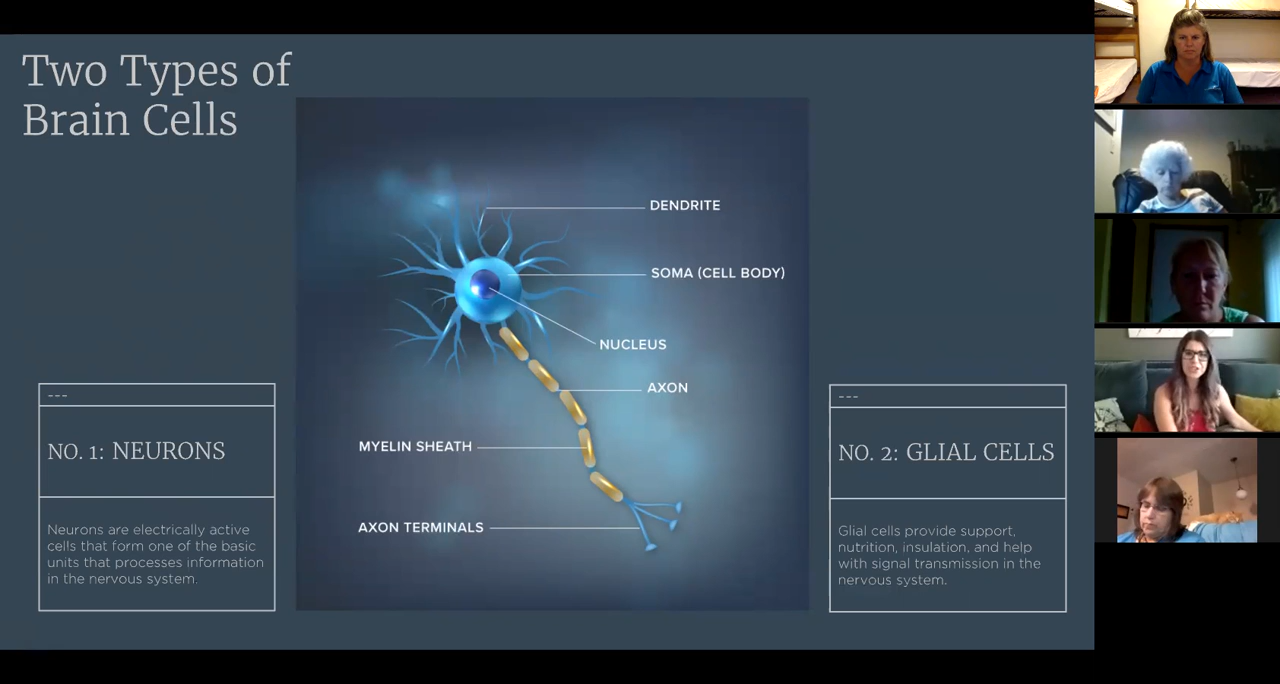 Two Types of
Brain Cells
DENDRITE
SOMA (CELL BODY)
NUCLEUS
AXON
MYELIN SHEATH
AXON TERMINALS
---
NO. 1: NEURONS
Neurons are electrically active
cells that form one of the basic
units that processes information
in the nervous system.
---
NO. 2: GLIAL CELLS
Glial cells provide support,
nutrition, insulation, and help
with signal transmission in the
nervous system.